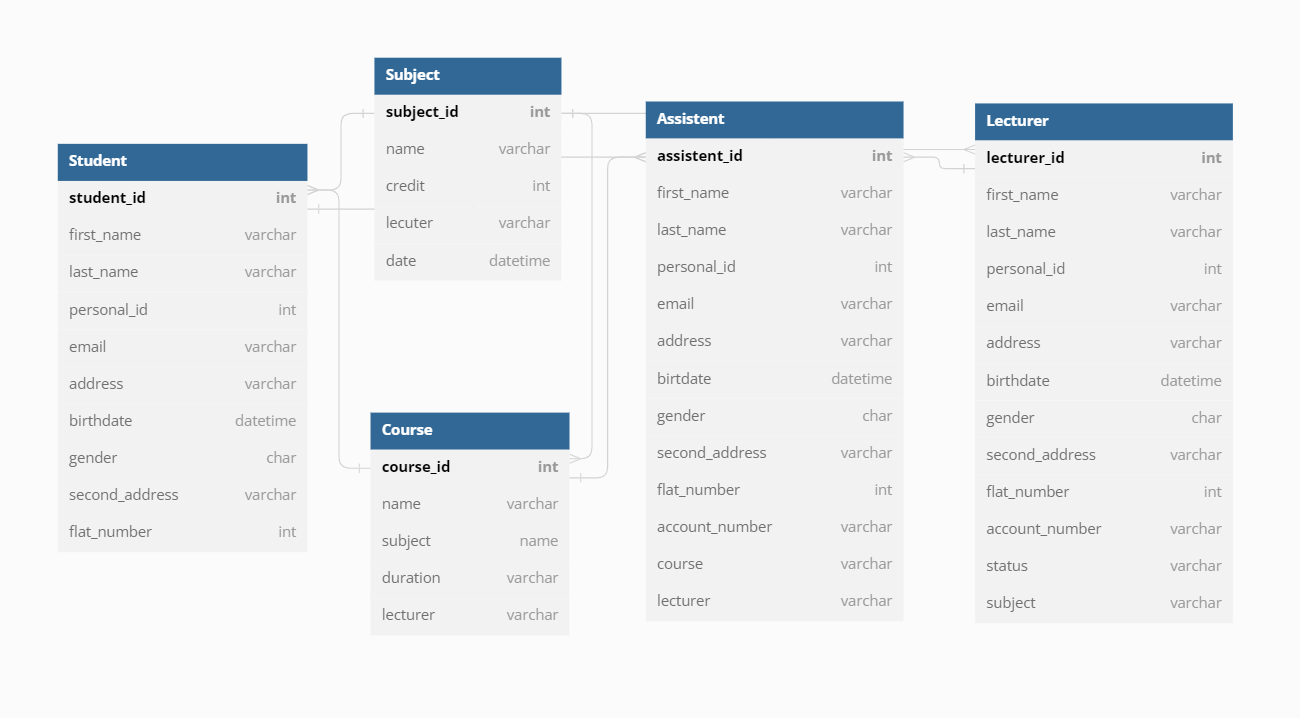 Subject
subject_id int
name varchar
credit int
lecuter varchar
date datetime
Student
student_id int
first_name varchar
last_name varchar
personal_id int
email varchar
address varchar
birthdate datetime
gender char
second_address varchar
flat_number int
Course
course_id int
name varchar
subject name
duration varchar
lecturer varchar
Assistent
assistent_id int
first_name varchar
last_name varchar
personal_id int
email varchar
address varchar
birtdate datetime
gender char
second_address varchar
flat_number int
account_number varchar
course varchar
lecturer varchar
Lecturer
lecturer_id int
first_name varchar
last_name varchar
personal_id int
email varchar
address varchar
birthdate datetime
gender char
second_address varchar
flat_number int
account_number varchar
status varchar
subject varchar